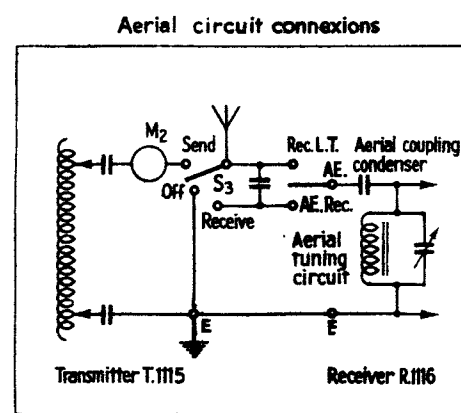 Aerial circuit connexions
M2
Send
Off
S3
Receive
Rec. L.T.
AE.
AE. Rec.
Aerial coupling
condenser
Aerial
tuning
circuit
E
E
Transmitter T.1115
Receiver R.1116